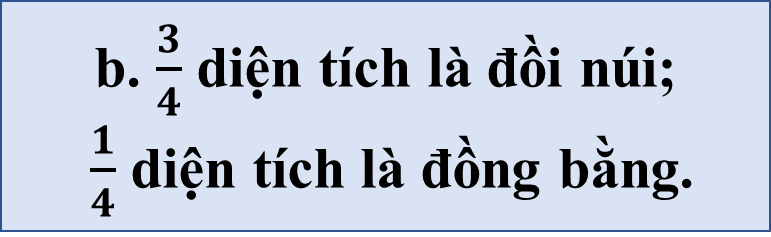 b. 3/4 diện tích là đồi núi;
1/4 diện tích là đồng bằng.